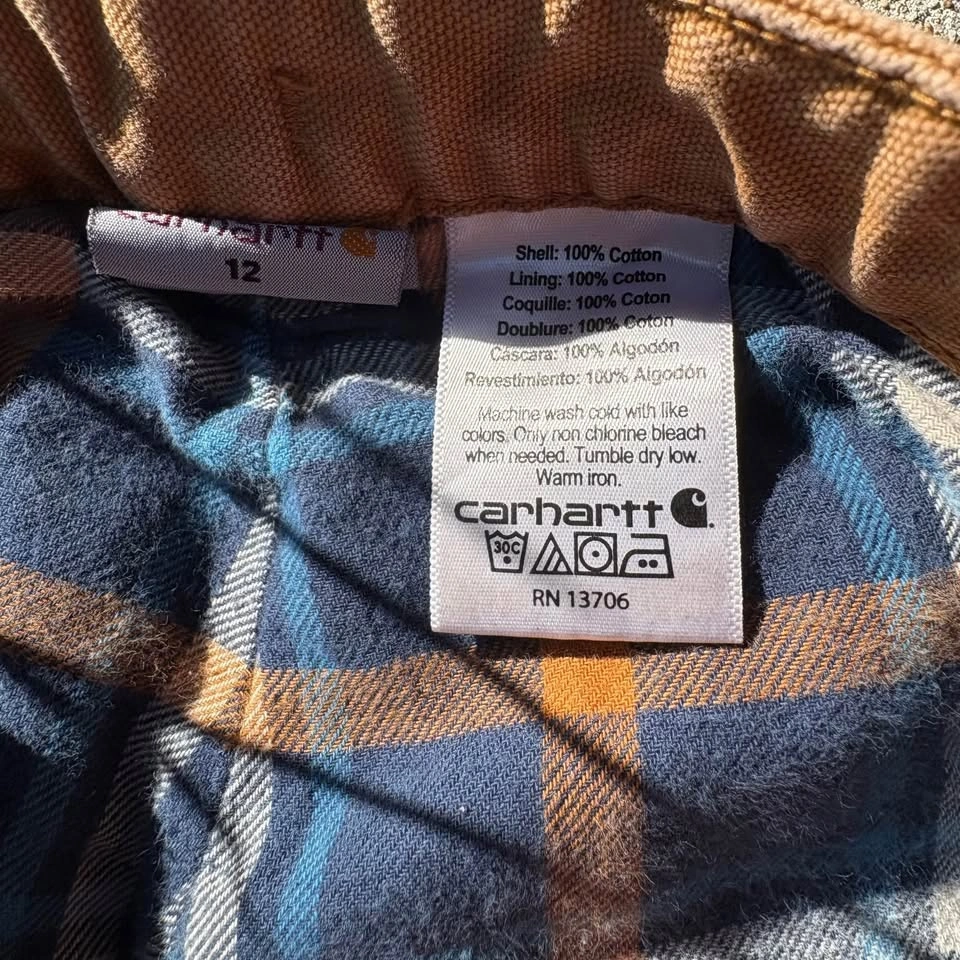 carhartt
12
Shell: 100% Cotton
Lining: 100% Cotton
Coquille: 100% Coton
Doublure: 100% Coton
Cáscara: 100% Algodón
Revestimiento: 100% Algodón
Machine wash cold with like
colors. Only non chlorine bleach
when needed. Tumble dry low.
Warm iron.
carhartt
30C
RN 13706